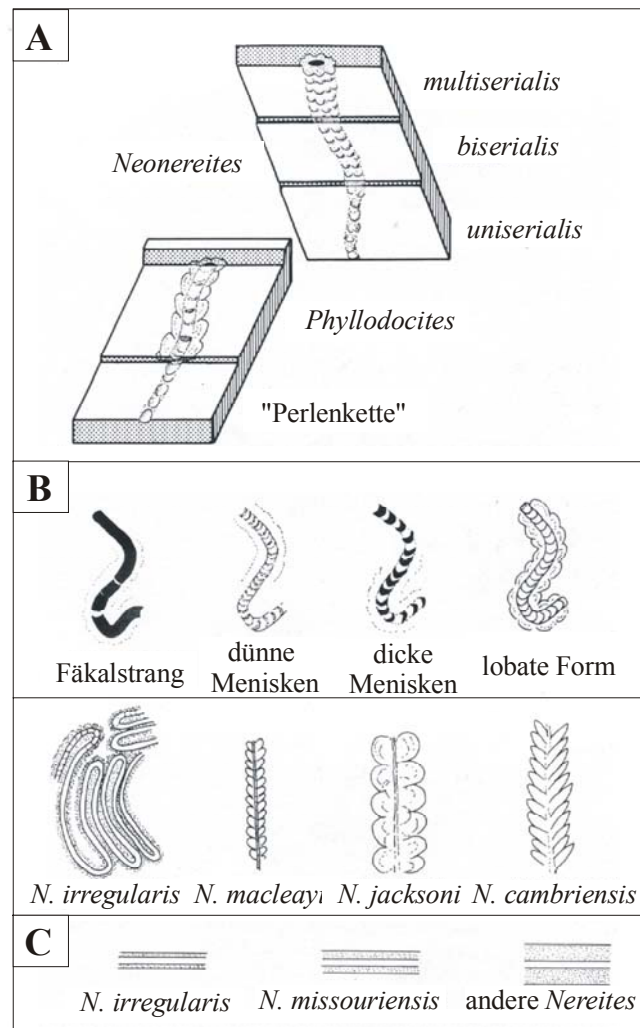 A
multiserialis
biserialis
Neonereites
uniserialis
Phyllodocites
"Perlenkette"
B
Fäkalstrang
dünne
Menisken
dicke
Menisken
lobate Form
N. irregularis N. macleayi N. jacksoni N. cambriensis
C
N. irregularis
N. missouriensis
andere Nereites